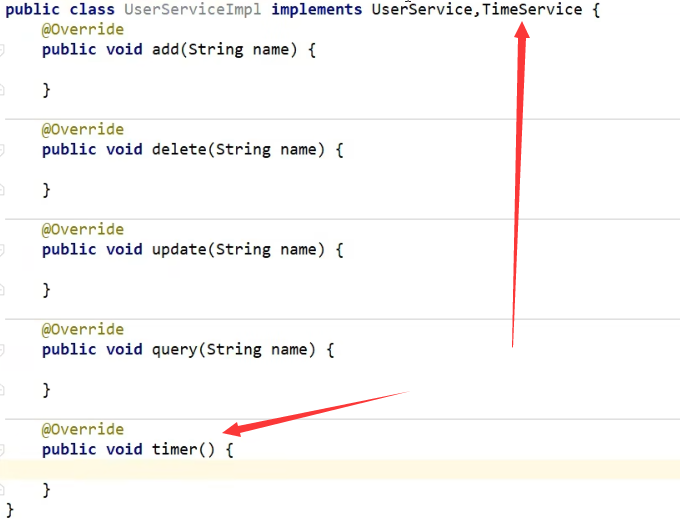 public class UserServiceImpl implements UserService,TimeService {
@Override
public void add(String name) {
}
@Override
public void delete(String name) {
}
@Override
public void update(String name) {
}
@Override
public void query(String name) {
}
@Override
public void timer() {
}
}